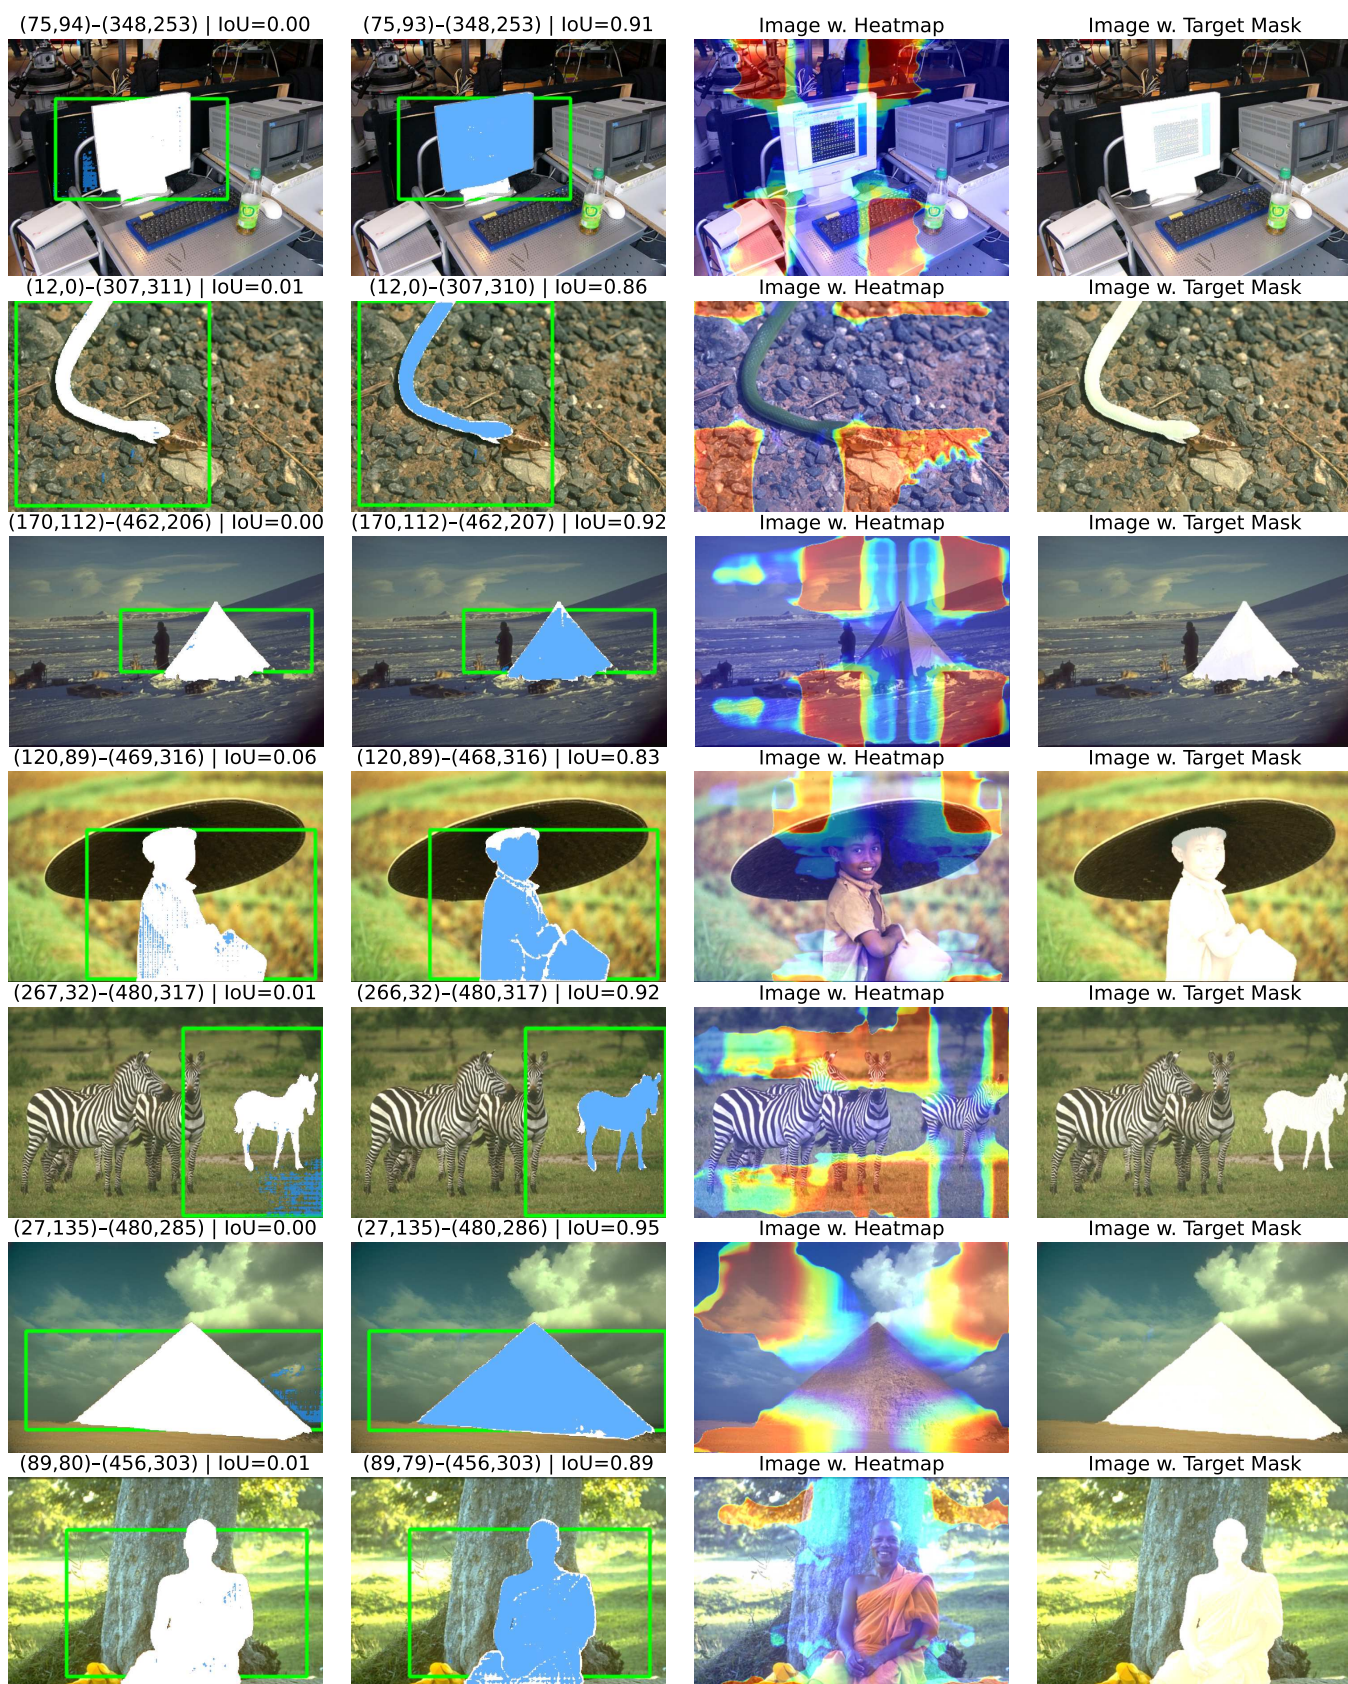 (75,94)–(348,253) | IoU=0.00 (75,93)–(348,253) | IoU=0.91 Image w. Heatmap Image w. Target Mask
(12,0)–(307,311) | IoU=0.01 (12,0)–(307,310) | IoU=0.86 Image w. Heatmap Image w. Target Mask
(170,112)–(462,206) | IoU=0.00 (170,112)–(462,207) | IoU=0.92 Image w. Heatmap Image w. Target Mask
(120,89)–(469,316) | IoU=0.06 (120,89)–(468,316) | IoU=0.83 Image w. Heatmap Image w. Target Mask
(267,32)–(480,317) | IoU=0.01 (266,32)–(480,317) | IoU=0.92 Image w. Heatmap Image w. Target Mask
(27,135)–(480,285) | IoU=0.00 (27,135)–(480,286) | IoU=0.95 Image w. Heatmap Image w. Target Mask
(89,80)–(456,303) | IoU=0.01 (89,79)–(456,303) | IoU=0.89 Image w. Heatmap Image w. Target Mask